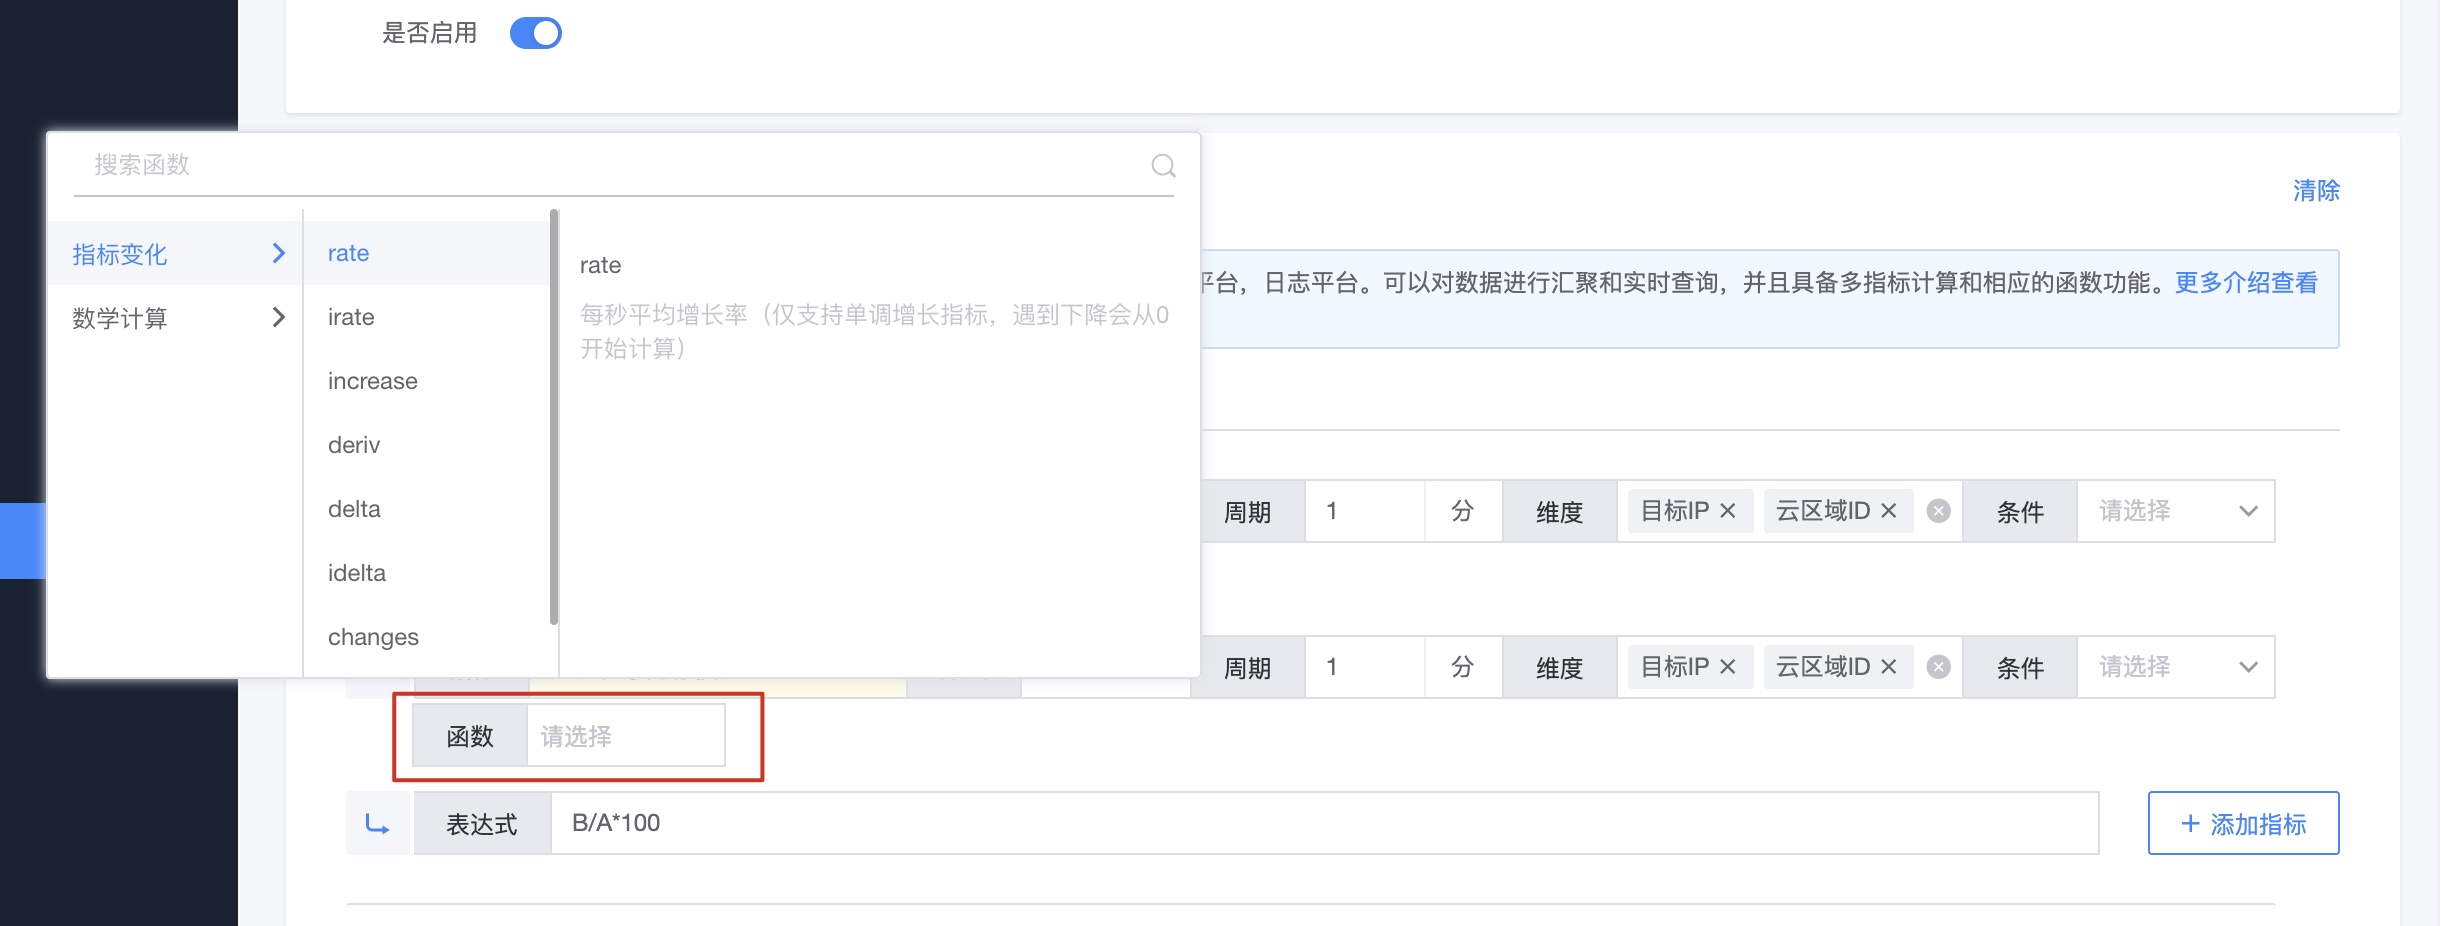 是否启用
搜索函数
清除
指标变化
数学计算
rate
irate
increase
deriv
delta
idelta
changes
rate
每秒平均增长率（仅支持单调增长指标，遇到下降会从0
开始计算）
平台，日志平台。可以对数据进行汇聚和实时查询，并且具备多指标计算和相应的函数功能。更多介绍查看
周期 1 分 维度 目标IP × 云区域ID × 条件 请选择
周期 1 分 维度 目标IP × 云区域ID × 条件 请选择
函数 请选择
表达式 B/A*100 + 添加指标